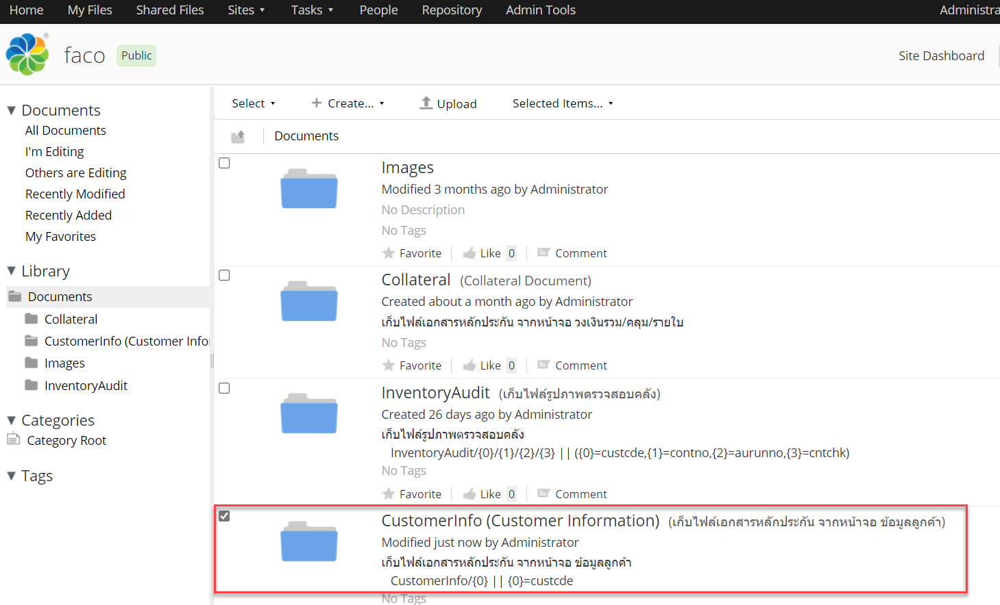 Home My Files Shared Files Sites Tasks People Repository Admin Tools Administra
faco Public Site Dashboard
Documents
All Documents
I'm Editing
Others are Editing
Recently Modified
Recently Added
My Favorites
Library
Documents
Collateral
CustomerInfo (Customer Infor
Images
InventoryAudit
Categories
Category Root
Tags
Select Create... Upload Selected Items...
Documents
Images
Modified 3 months ago by Administrator
No Description
No Tags
Favorite Like 0 Comment
Collateral (Collateral Document)
Created about a month ago by Administrator
เก็บไฟล์เอกสารหลักประกัน จากหน้าจอ วงเงินรวม/คลุม/รายใบ
No Tags
Favorite Like 0 Comment
InventoryAudit (เก็บไฟล์รูปภาพตรวจสอบคลัง)
Created 26 days ago by Administrator
เก็บไฟล์รูปภาพตรวจสอบคลัง
InventoryAudit/{0}/{1}/{2}/{3} || ({0}=custcde,{1}=contno,{2}=aurunno,{3}=cntchk)
No Tags
Favorite Like 0 Comment
CustomerInfo (Customer Information) (เก็บไฟล์เอกสารหลักประกัน จากหน้าจอ ข้อมูลลูกค้า)
Modified just now by Administrator
เก็บไฟล์เอกสารหลักประกัน จากหน้าจอ ข้อมูลลูกค้า
CustomerInfo/{0} || {0}=custcde
No Tags